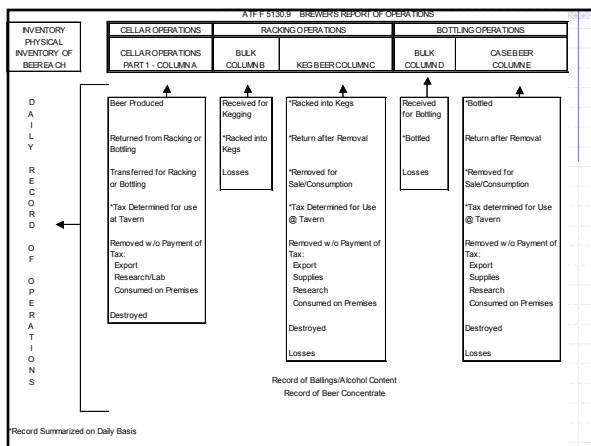 ATF F 5130.9 BREWER'S REPORT OF OPERATIONS
INVENTORY
PHYSICAL
INVENTORY OF
BEER EACH
CELLAR OPERATIONS
RACKING OPERATIONS
BOTTLING OPERATIONS
CELLAR OPERATIONS
PART 1 - COLUMN A
BULK
COLUMN B
KEG BEER COLUMN C
BULK
COLUMN D
CASE BEER
COLUMN E
DAILY RECORD OF OPERATIONS
Beer Produced
Returned from Racking or
Bottling
Transferred for Racking
or Bottling
*Tax Determined for use
at Tavern
Removed w/o Payment of
Tax:
Export
Research/Lab
Consumed on Premises
Destroyed
Received for
Kegging
*Racked into
Kegs
Losses
*Racked into Kegs
*Return after Removal
*Removed for
Sale/Consumption
*Tax Determined for Use
@ Tavern
Removed w/o Payment of
Tax:
Export
Supplies
Research
Consumed on Premises
Destroyed
Losses
Received
for Bottling
*Bottled
Losses
*Bottled
Return after Removal
*Removed for
Sale/Consumption
*Tax Determined for Use
@ Tavern
Removed w/o Payment of
Tax:
Export
Supplies
Research
Consumed on Premises
Destroyed
Losses
Record of Ballings/Alcohol Content
Record of Beer Concentrate
*Record Summarized on Daily Basis